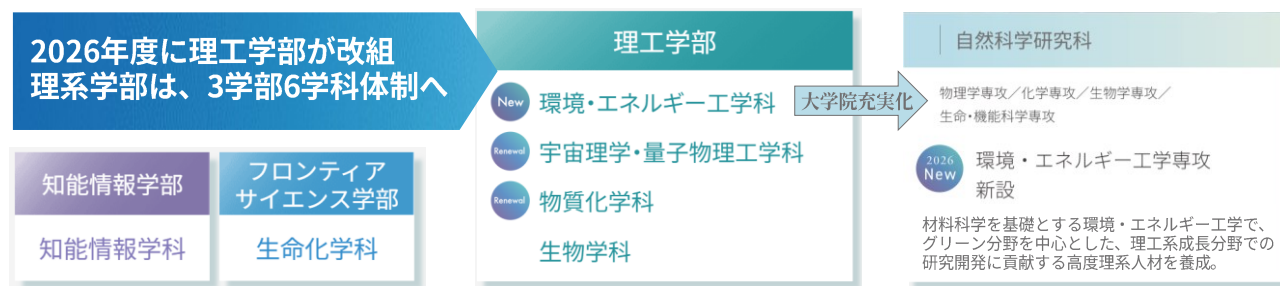 2026年度に理工学部が改組
理系学部は、3学部6学科体制へ
知能情報学部
知能情報学科
フロンティア
サイエンス学部
生命化学科
理工学部
New 環境・エネルギー工学科
Renewal 宇宙理学・量子物理工学科
Renewal 物質化学科
生物学科
大学院充実化
自然科学研究科
物理学専攻／化学専攻／生物学専攻／
生命・機能科学専攻
2026
New
環境・エネルギー工学専攻
新設
材料科学を基礎とする環境・エネルギー工学で、
グリーン分野を中心とした、理工系成長分野での
研究開発に貢献する高度理系人材を養成。